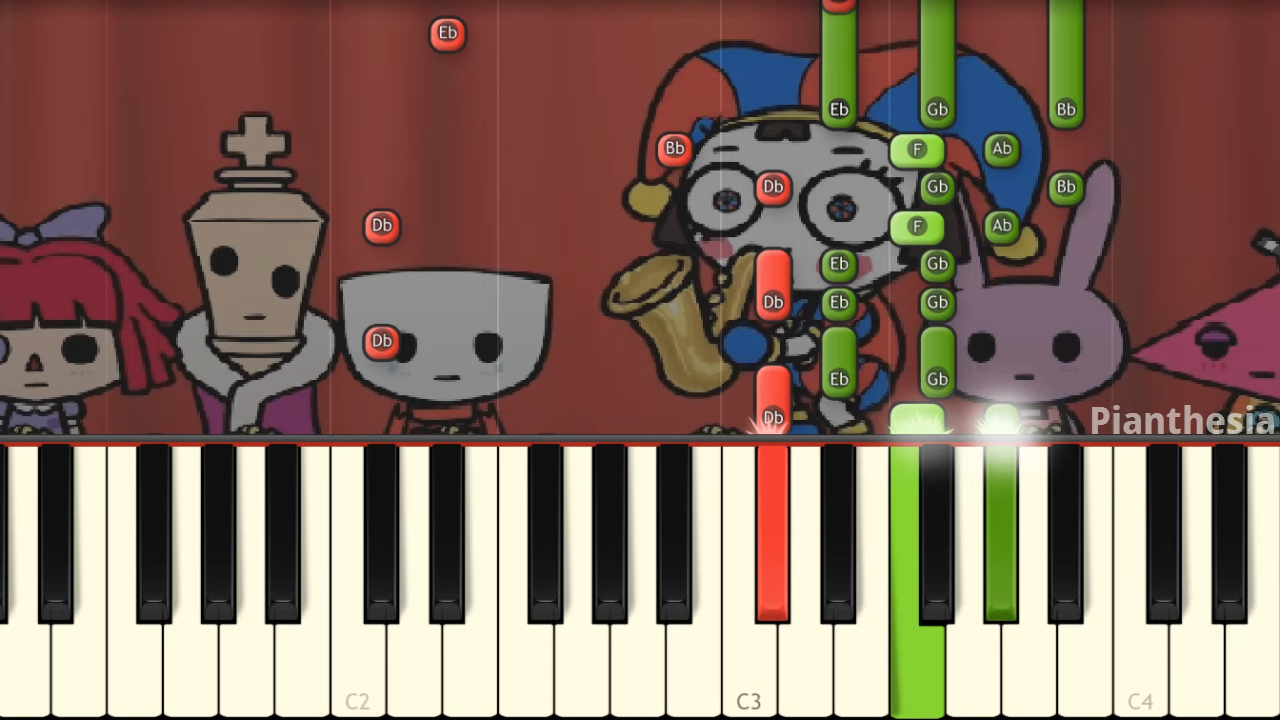 Eb
Eb Gb Bb
Bb F Ab
Db Gb Bb
Db F Ab
Eb Gb
Db Eb Gb
Db
Eb Gb
Db
Pianthesia
C2 C3 C4